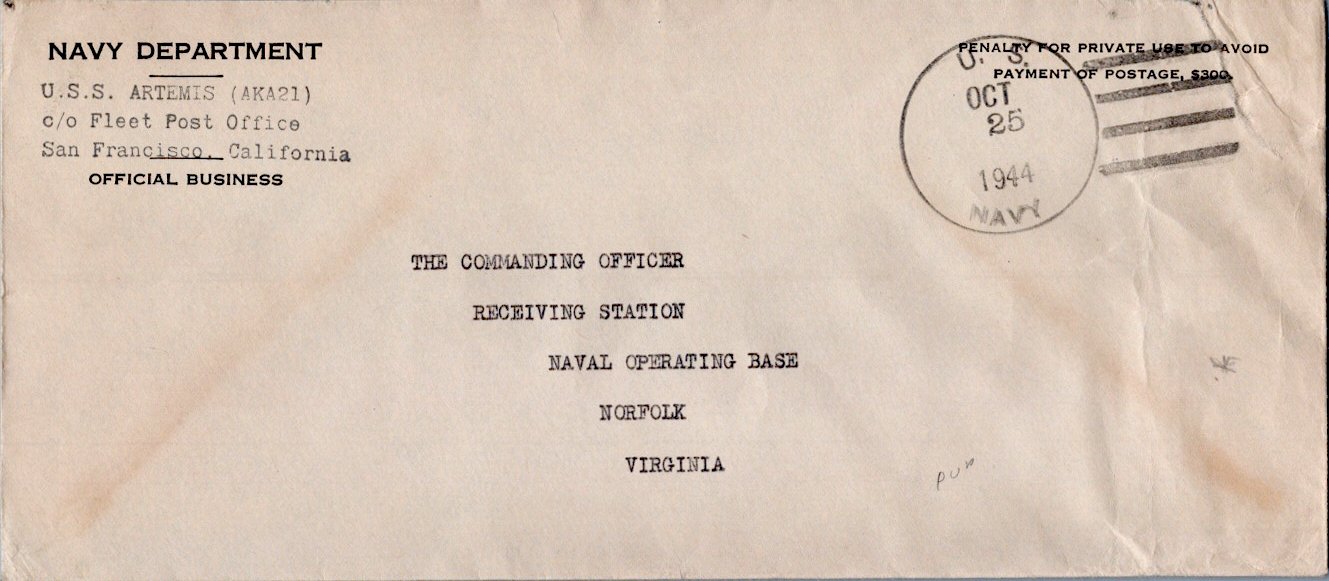 NAVY DEPARTMENT
U.S.S. ARTEMIS (AKA21)
c/o Fleet Post Office
San Francisco, California
OFFICIAL BUSINESS
PENALTY FOR PRIVATE USE TO AVOID
PAYMENT OF POSTAGE, $300.
U. S.
OCT
25
1944
NAVY
THE COMMANDING OFFICER
RECEIVING STATION
NAVAL OPERATING BASE
NORFOLK
VIRGINIA